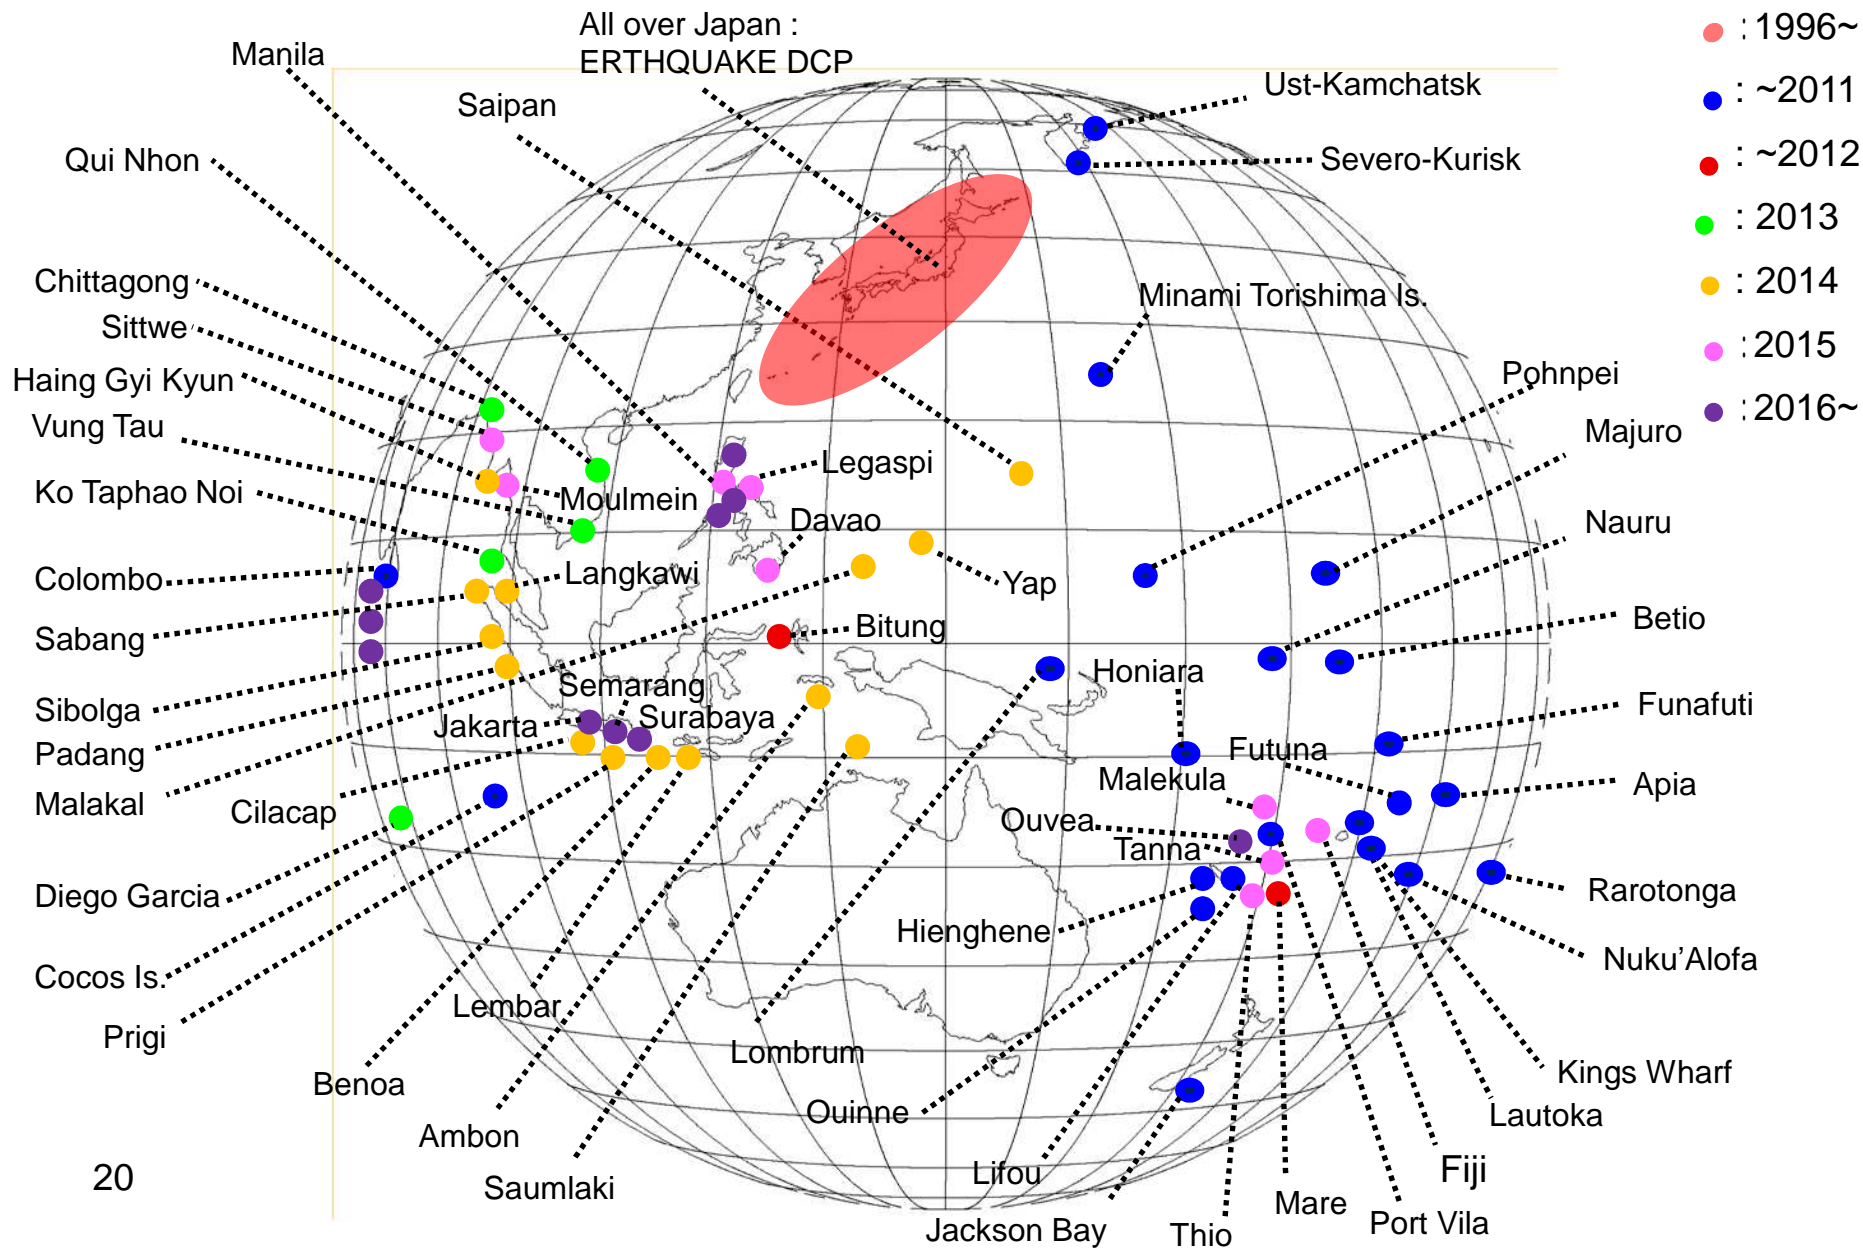 All over Japan :
ERTHQUAKE DCP
Manila
Saipan
Qui Nhon
Ust-Kamchatsk
Severo-Kurisk
: 1996~
: ~2011
: ~2012
: 2013
: 2014
: 2015
: 2016~
Chittagong
Sittwe
Haing Gyi Kyun
Vung Tau
Ko Taphao Noi
Colombo
Sabang
Sibolga
Padang
Malakal
Cilacap
Diego Garcia
Cocos Is.
Prigi
Minami Torishima Is.
Pohnpei
Majuro
Nauru
Betio
Funafuti
Apia
Rarotonga
Nuku’Alofa
Kings Wharf
Lautoka
Fiji
Port Vila
Mare
Thio
Jackson Bay
Lifou
Ouinne
Hienghene
Tanna
Ouvea
Malekula
Futuna
Honiara
Legaspi
Moulmein
Davao
Langkawi
Yap
Bitung
Semarang
Jakarta
Surabaya
Lembar
Lombrum
Benoa
Ambon
Saumlaki
20